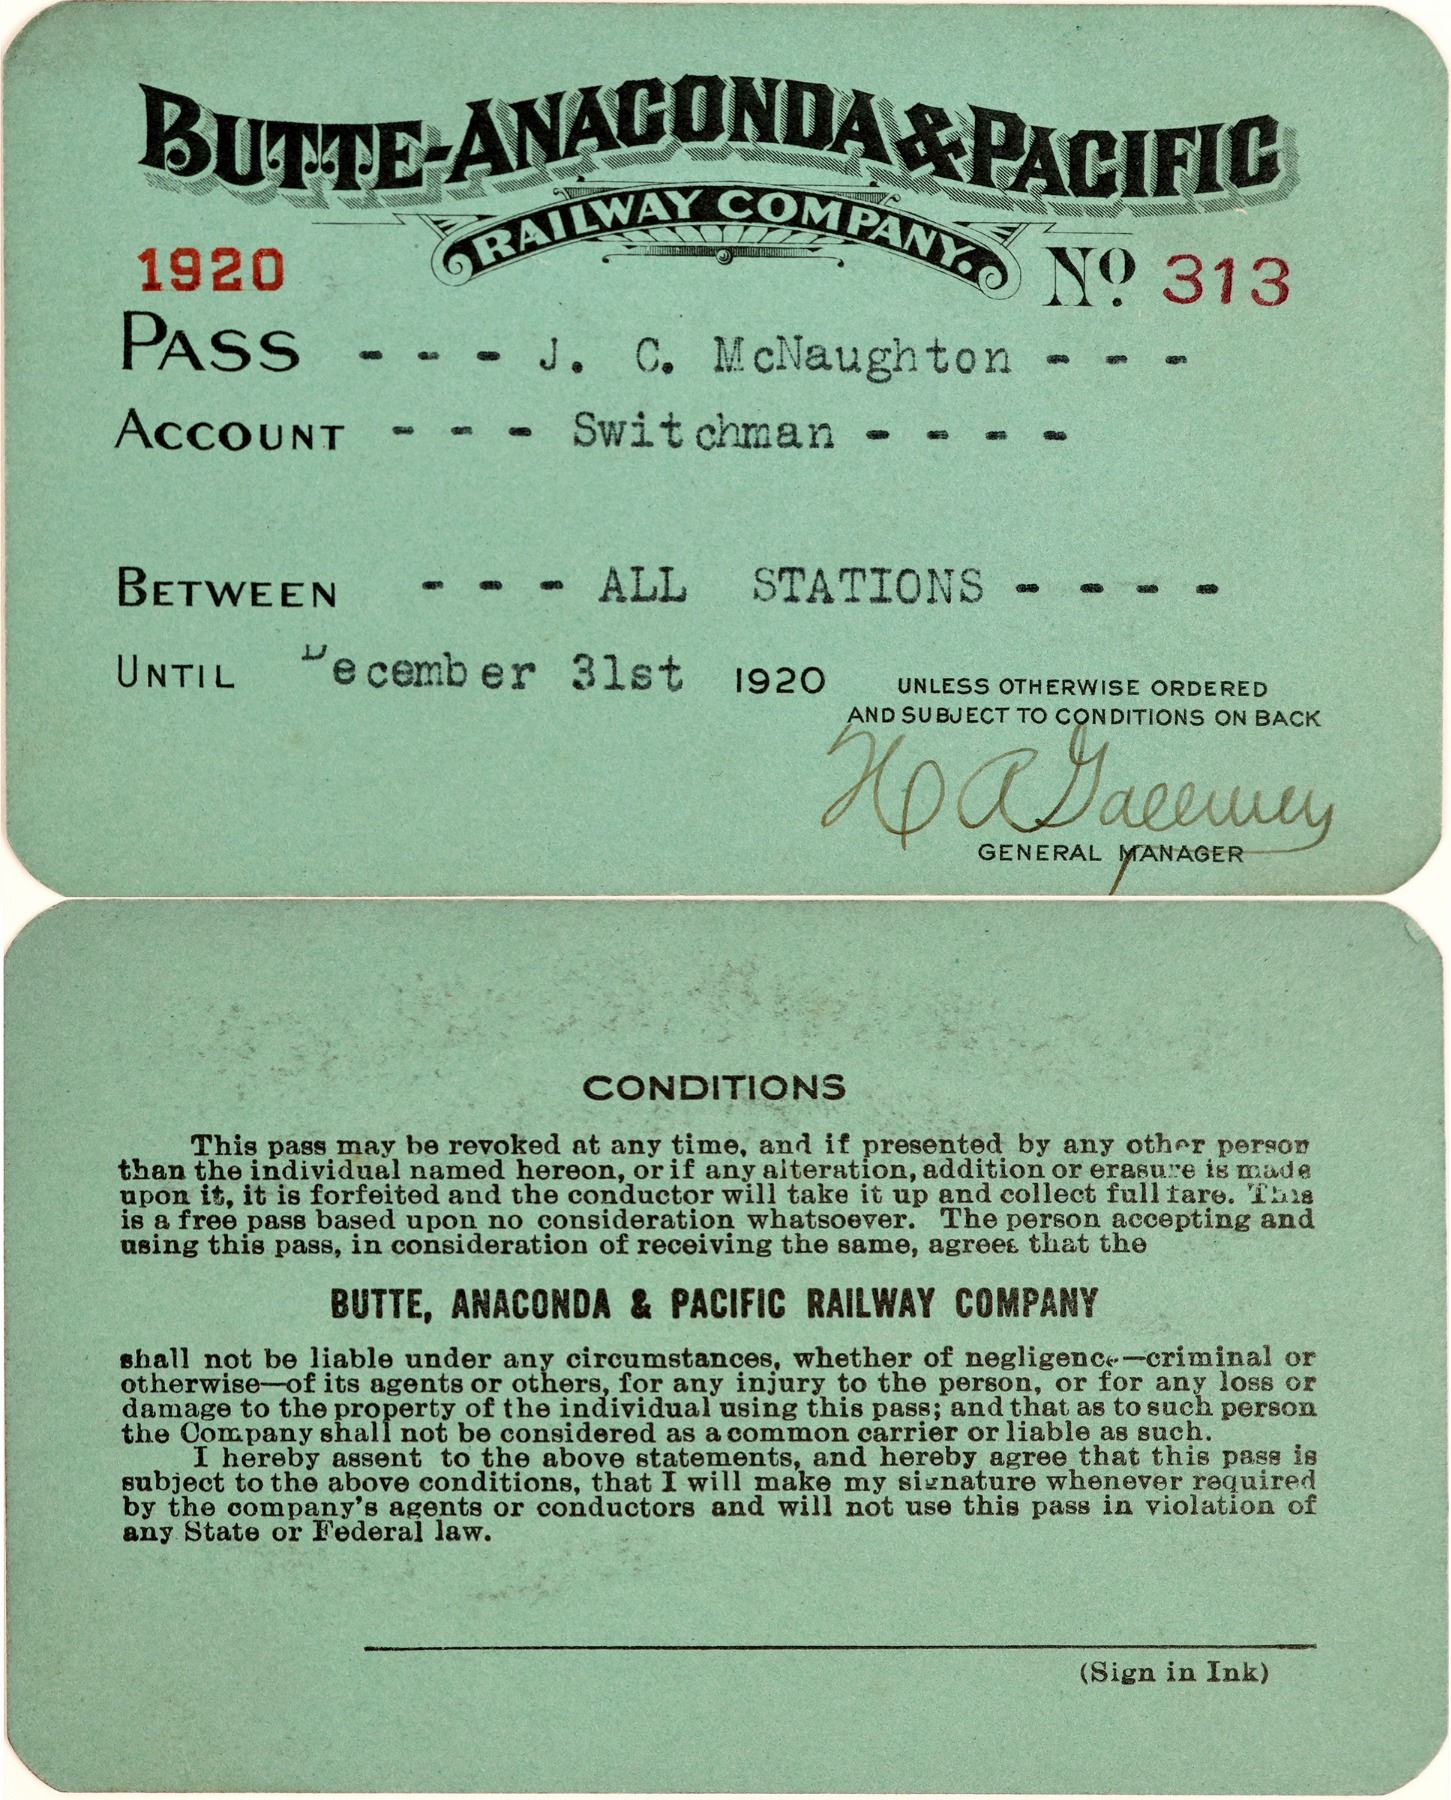 BUTTE-ANACONDA & PACIFIC
RAILWAY COMPANY.
1920
No 313
PASS - - - J. C. McNaughton - - -
ACCOUNT - - - Switchman - - - -
BETWEEN - - - ALL STATIONS - - - -
UNTIL December 31st 1920
UNLESS OTHERWISE ORDERED
AND SUBJECT TO CONDITIONS ON BACK
H A Gallwey
GENERAL MANAGER
CONDITIONS
This pass may be revoked at any time, and if presented by any other person
than the individual named hereon, or if any alteration, addition or erasure is made
upon it, it is forfeited and the conductor will take it up and collect full fare. This
is a free pass based upon no consideration whatsoever. The person accepting and
using this pass, in consideration of receiving the same, agrees that the
BUTTE, ANACONDA & PACIFIC RAILWAY COMPANY
shall not be liable under any circumstances, whether of negligence—criminal or
otherwise—of its agents or others, for any injury to the person, or for any loss or
damage to the property of the individual using this pass; and that as to such person
the Company shall not be considered as a common carrier or liable as such.
I hereby assent to the above statements, and hereby agree that this pass is
subject to the above conditions, that I will make my signature whenever required
by the company's agents or conductors and will not use this pass in violation of
any State or Federal law.
(Sign in Ink)